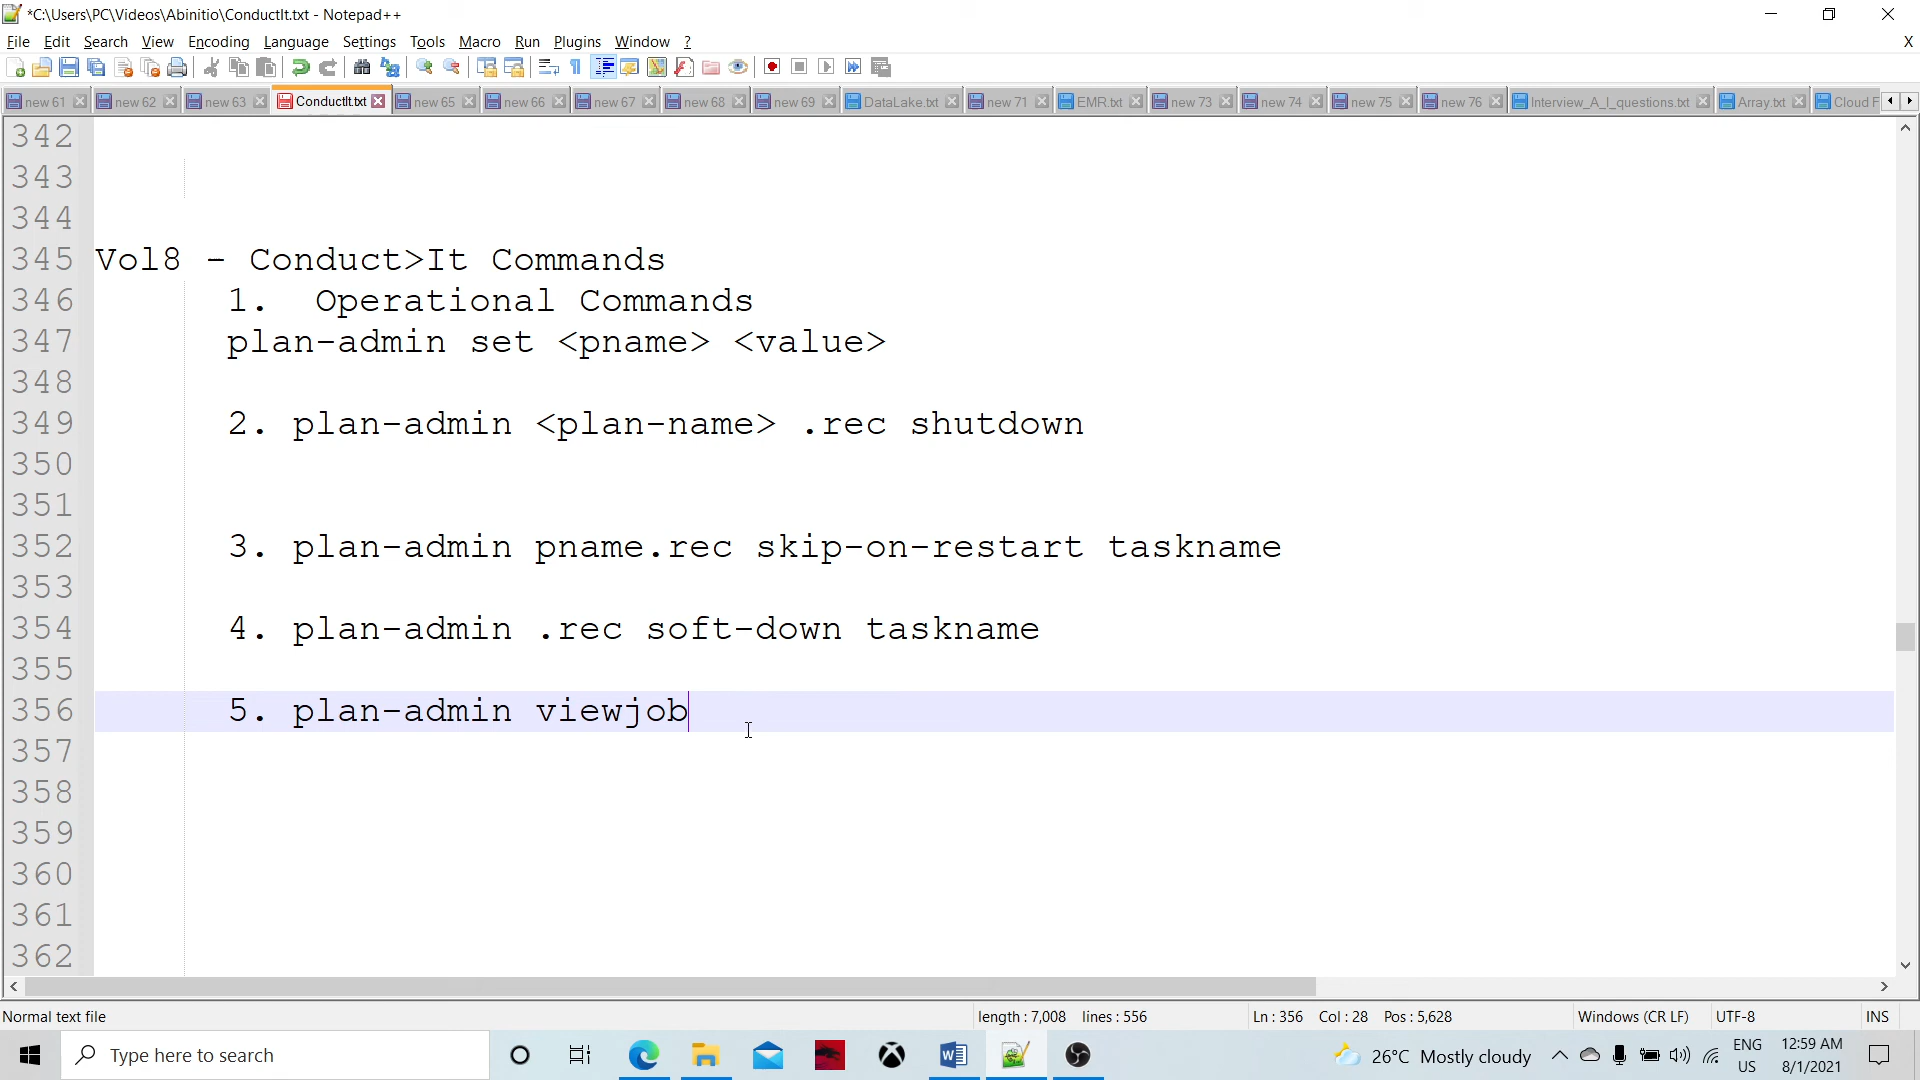 *C:\Users\PC\Videos\Abinitio\ConductIt.txt - Notepad++
File Edit Search View Encoding Language Settings Tools Macro Run Plugins Window ? X
new 61 new 62 new 63 ConductIt.txt new 65 new 66 new 67 new 68 new 69 DataLake.txt new 71 EMR.txt new 73 new 74 new 75 new 76 Interview_A_I_questions.txt Array.txt Cloud F
342
343
344
345 Vol8 - Conduct>It Commands
346 1. Operational Commands
347 plan-admin set <pname> <value>
348
349 2. plan-admin <plan-name> .rec shutdown
350
351
352 3. plan-admin pname.rec skip-on-restart taskname
353
354 4. plan-admin .rec soft-down taskname
355
356 5. plan-admin viewjob
357
358
359
360
361
362
Normal text file length : 7,008 lines : 556 Ln : 356 Col : 28 Pos : 5,628 Windows (CR LF) UTF-8 INS
Type here to search 26°C Mostly cloudy ENG 12:59 AM
US 8/1/2021